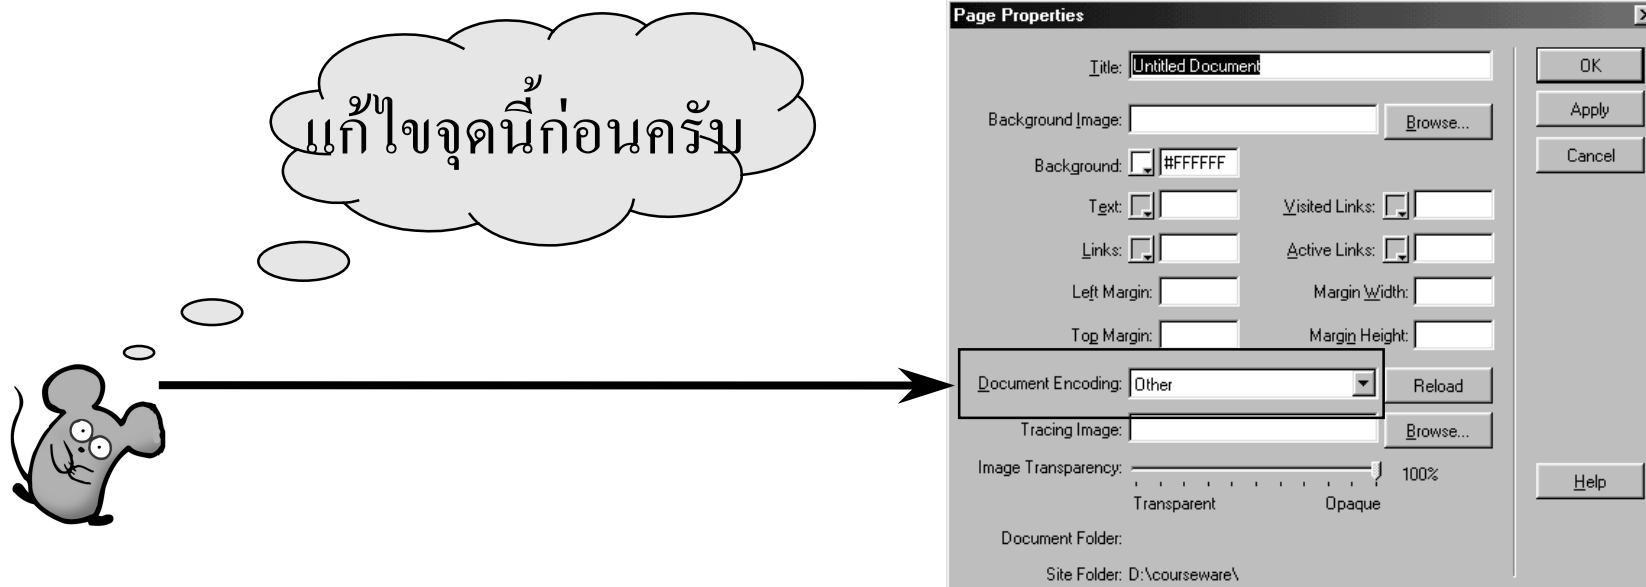 แก้ไขจุดนี้ก่อนครับ
Page Properties
Title: Untitled Document
OK
Background Image: Browse...
Apply
Background: #FFFFFF
Cancel
Text: Visited Links:
Links: Active Links:
Left Margin: Margin Width:
Top Margin: Margin Height:
Document Encoding: Other Reload
Tracing Image: Browse...
Image Transparency: 100%
Transparent Opaque
Help
Document Folder:
Site Folder: D:\courseware\